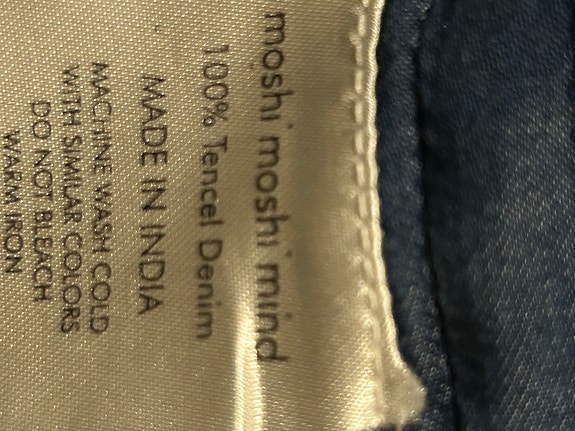 moshi moshi mind
100% Tencel Denim
MADE IN INDIA
MACHINE WASH COLD
WITH SIMILAR COLORS
DO NOT BLEACH
WARM IRON